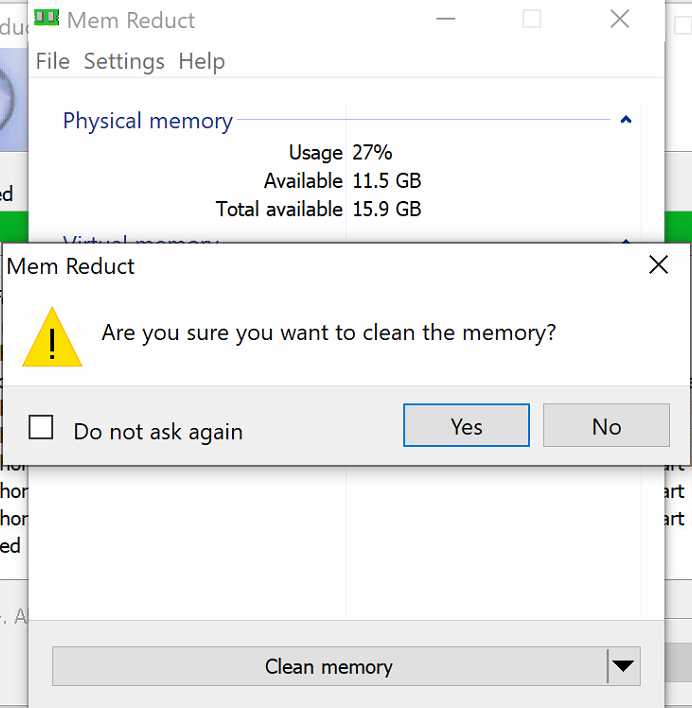 Mem Reduct
File Settings Help
Physical memory
Usage 27%
Available 11.5 GB
Total available 15.9 GB
Virtual memory
Mem Reduct
Are you sure you want to clean the memory?
Do not ask again
Yes
No
Clean memory